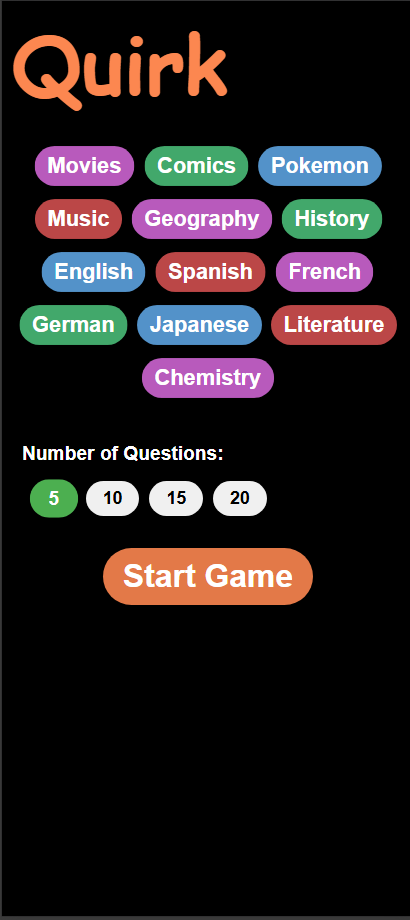 Quirk
Movies Comics Pokemon
Music Geography History
English Spanish French
German Japanese Literature
Chemistry
Number of Questions:
5 10 15 20
Start Game